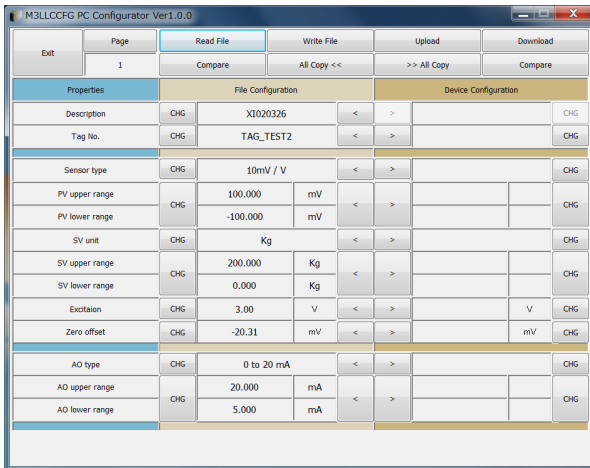 M3LLCCFG PC Configurator Ver1.0.0
Exit Page Read File Write File Upload Download
1 Compare All Copy << >> All Copy Compare
Properties File Configuration Device Configuration
Description CHG XI020326 < > CHG
Tag No. CHG TAG_TEST2 < > CHG
Sensor type CHG 10mV / V < > CHG
PV upper range CHG 100.000 mV < > CHG
PV lower range -100.000 mV
SV unit CHG Kg < > CHG
SV upper range CHG 200.000 Kg < > CHG
SV lower range 0.000 Kg
Excitaion CHG 3.00 V < > V CHG
Zero offset CHG -20.31 mV < > mV CHG
AO type CHG 0 to 20 mA < > CHG
AO upper range CHG 20.000 mA < > CHG
AO lower range 5.000 mA